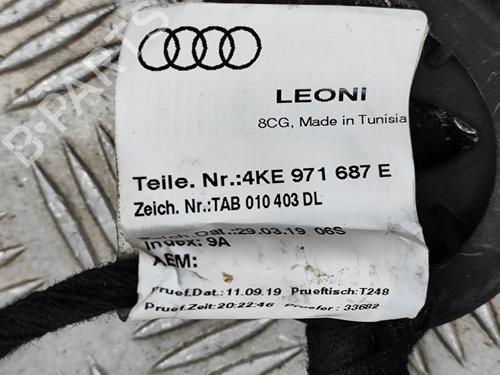 B-PARTS
LEONI
8CG, Made in Tunisia
Teile. Nr.:4KE 971 687 E
Zeich. Nr.:TAB 010 403 DL
Dat.:29.03.19 06S
Index: 9A
AEM:
Pruef.Dat.:11.09.19 Prueftisch:T248
Pruef.Zeit:20:22:46 Pruefer : 33682